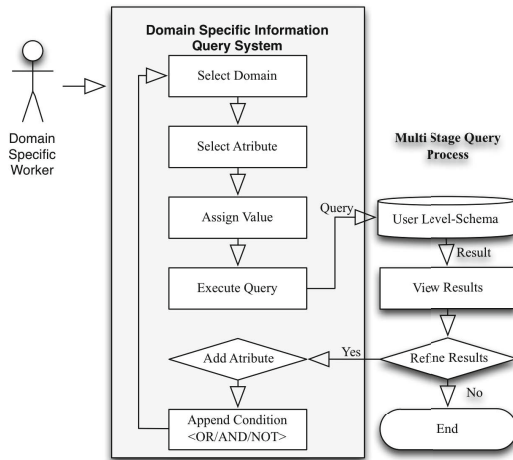 Domain Specific Information
Query System
Select Domain
Domain
Specific
Worker
Select Atribute
Multi Stage Query
Process
Assign Value
Query
User Level-Schema
Result
Execute Query
View Results
Add Atribute
Yes
Refine Results
No
Append Condition
<OR/AND/NOT>
End